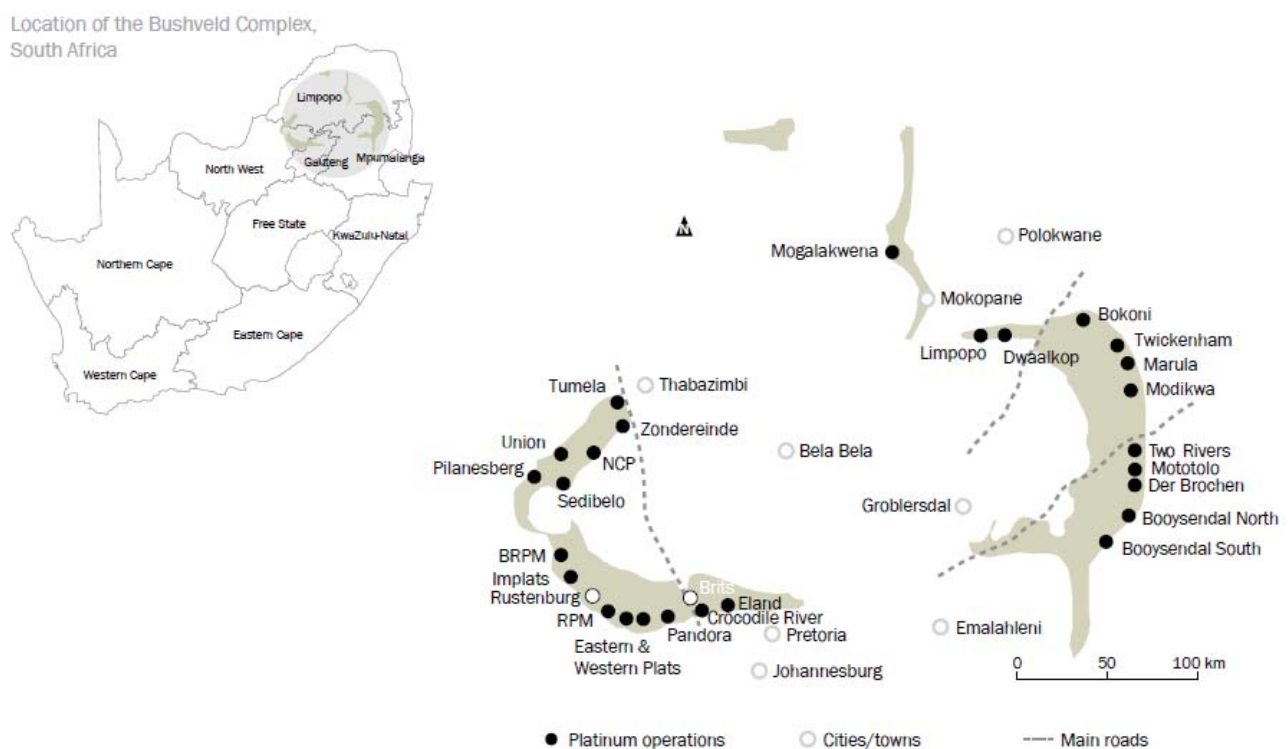 Location of the Bushveld Complex,
South Africa
Limpopo
North West
Gauteng
Mpumalanga
Free State
KwaZulu-Natal
Northern Cape
Eastern Cape
Western Cape
N
Polokwane
Mogalakwena
Mokopane
Bokoni
Limpopo
Dwaalkop
Twickenham
Marula
Modikwa
Tumela
Thabazimbi
Zondereinde
Union
NCP
Bela Bela
Two Rivers
Pilanesberg
Mototolo
Sedibelo
Der Brochen
Groblersdal
Booysendal North
Booysendal South
BRPM
Implats
Rustenburg
Brits
Eland
RPM
Crocodile River
Pandora
Pretoria
Emalahleni
Eastern &
Western Plats
Johannesburg
0 50 100 km
Platinum operations
Cities/towns
Main roads